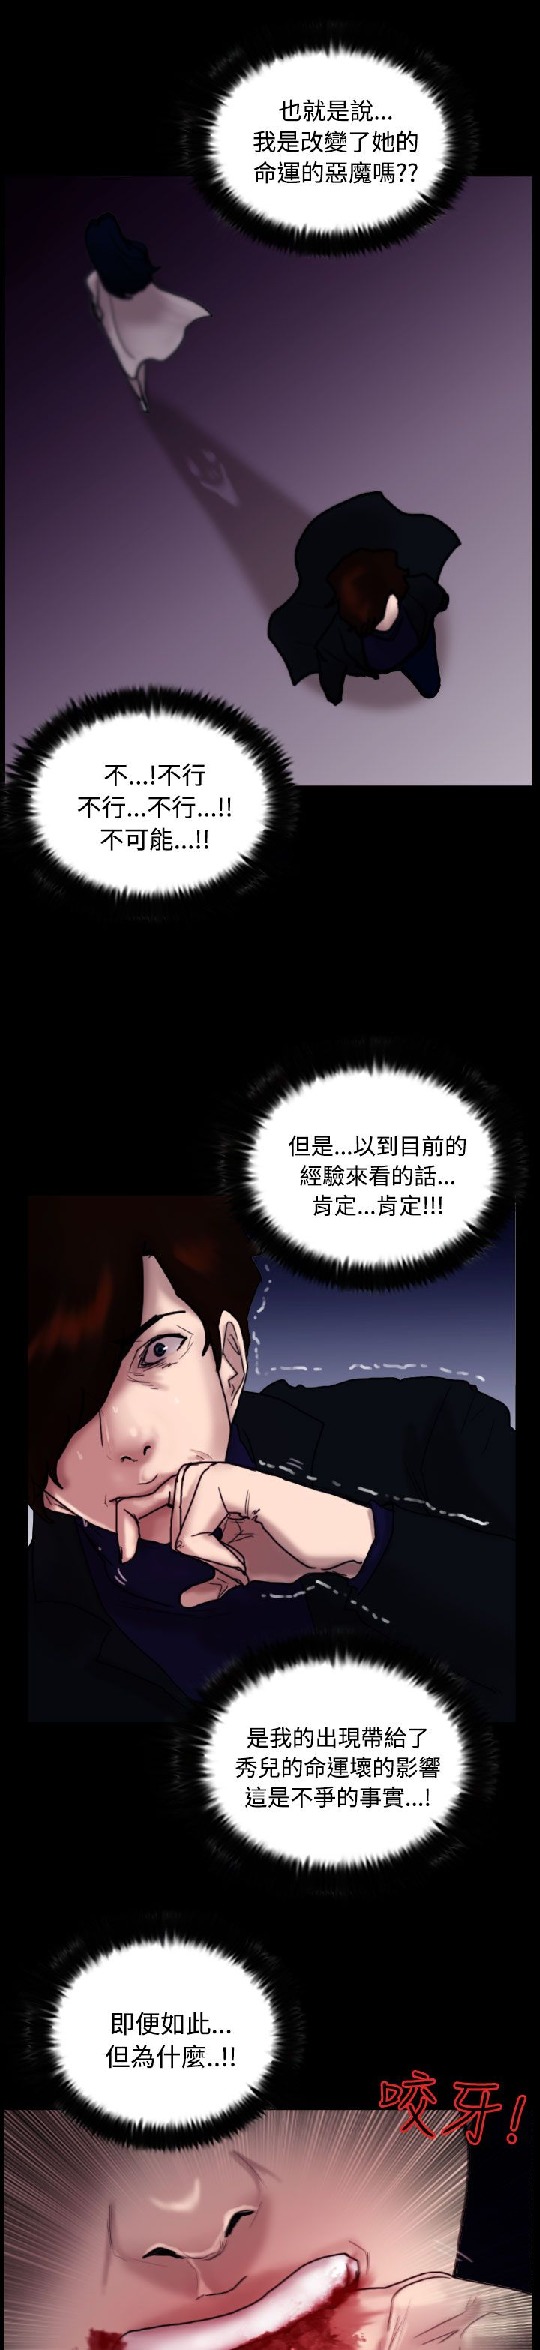 也就是說...
我是改變了她的
命運的惡魔嗎??
不...!不行
不行...不行...!!
不可能...!!
但是...以到目前的
經驗來看的話...
肯定...肯定!!!
是我的出現帶給了
秀兒的命運壞的影響
這是不爭的事實...!
即便如此...
但為什麼..!!
咬牙!